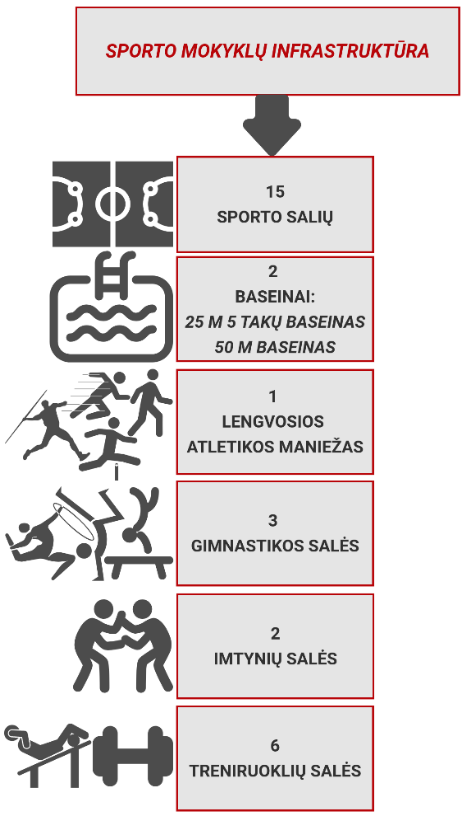 SPORTO MOKYKLŲ INFRASTRUKTŪRA
15
SPORTO SALIŲ
2
BASEINAI:
25 M 5 TAKŲ BASEINAS
50 M BASEINAS
1
LENGVOSIOS
ATLETIKOS MANIEŽAS
3
GIMNASTIKOS SALĖS
2
IMTYNIŲ SALĖS
6
TRENIRUOKLIŲ SALĖS